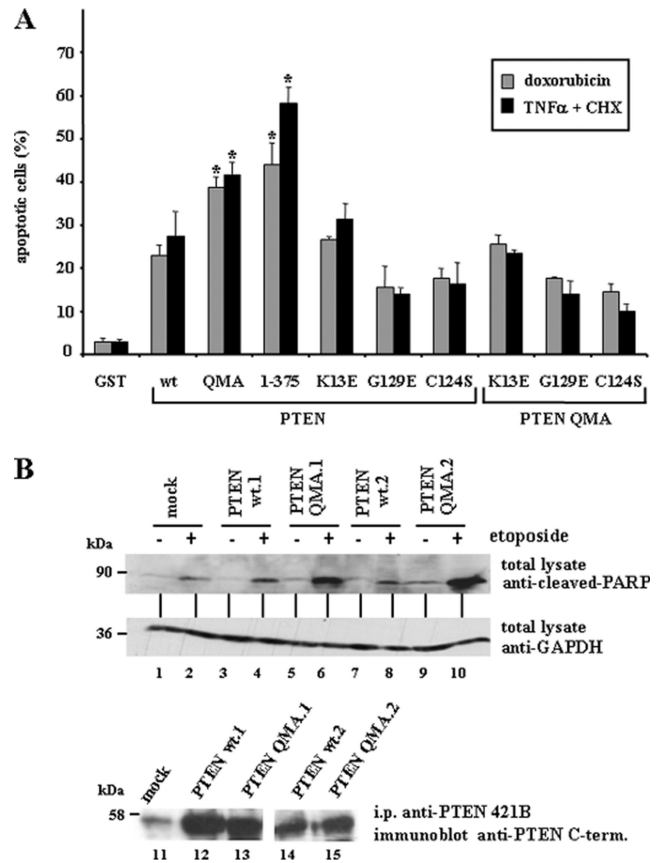 A
80
70
60
50
40
30
20
10
0
apoptotic cells (%)
doxorubicin
TNFα + CHX
* * * *
GST wt QMA 1-375 K13E G129E C124S K13E G129E C124S
PTEN PTEN QMA
B
mock PTEN wt.1 PTEN QMA.1 PTEN wt.2 PTEN QMA.2
- + - + - + - + - + etoposide
kDa
90
total lysate
anti-cleaved-PARP
36
total lysate
anti-GAPDH
1 2 3 4 5 6 7 8 9 10
mock PTEN wt.1 PTEN QMA.1 PTEN wt.2 PTEN QMA.2
kDa
58
i.p. anti-PTEN 421B
immunoblot anti-PTEN C-term.
11 12 13 14 15